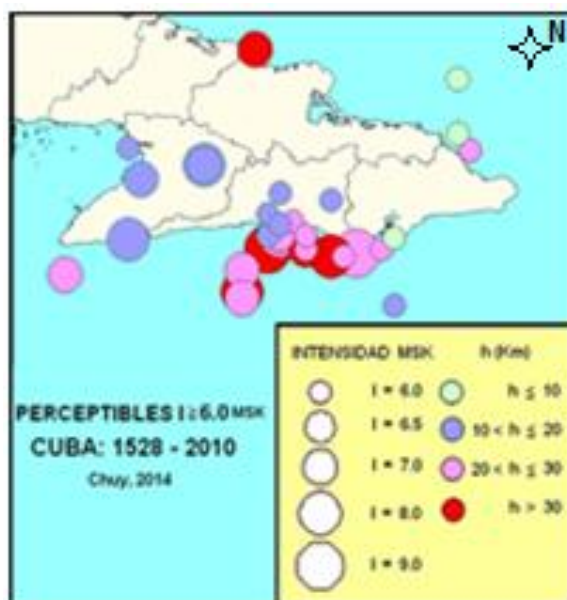 N
PERCEPTIBLES I ≥ 6.0 MSK
CUBA: 1528 - 2010
Chuy, 2014
INTENSIDAD MSK h (Km)
I = 6.0 h ≤ 10
I = 6.5 10 < h ≤ 20
I = 7.0 20 < h ≤ 30
I = 8.0 h > 30
I = 9.0